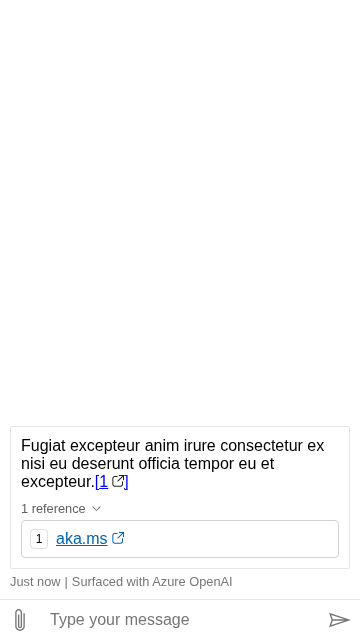 Fugiat excepteur anim irure consectetur ex
nisi eu deserunt officia tempor eu et
excepteur.[1]
1 reference
1 aka.ms
Just now | Surfaced with Azure OpenAI
Type your message